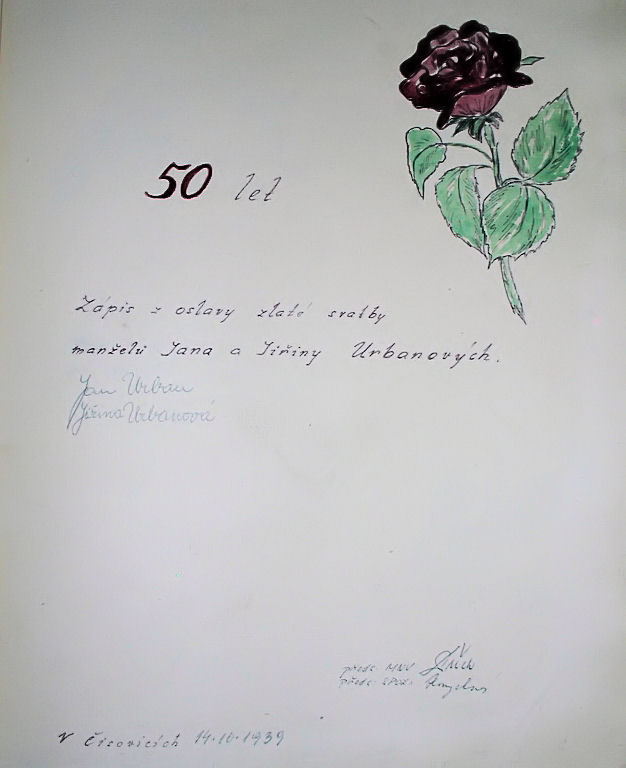 50 let
Zápis z oslavy zlaté svatby
manželů Jana a Jiřiny Urbanových.
Jan Urban
Jiřina Urbanová
předs. MNV
předs. SPOZ.
V Čisovicích 14.10.1939